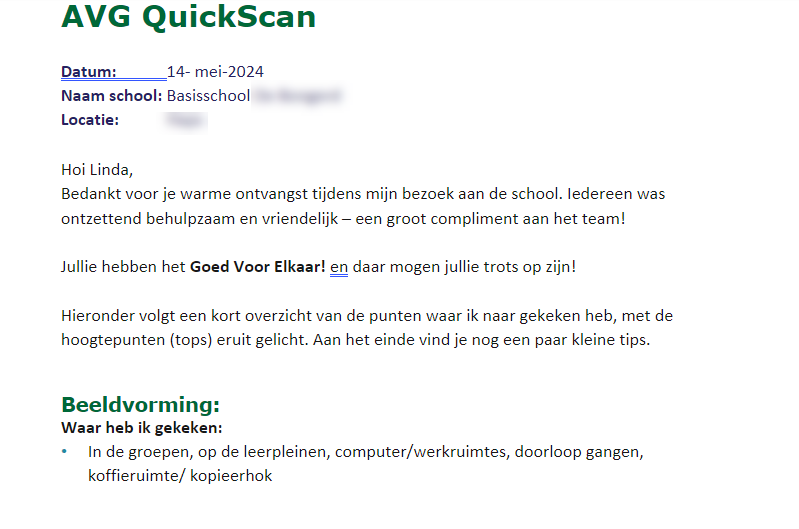 AVG QuickScan
Datum: 14- mei-2024
Naam school: Basisschool
Locatie:
Hoi Linda,
Bedankt voor je warme ontvangst tijdens mijn bezoek aan de school. Iedereen was
ontzettend behulpzaam en vriendelijk – een groot compliment aan het team!
Jullie hebben het Goed Voor Elkaar! en daar mogen jullie trots op zijn!
Hieronder volgt een kort overzicht van de punten waar ik naar gekeken heb, met de
hoogtepunten (tops) eruit gelicht. Aan het einde vind je nog een paar kleine tips.
Beeldvorming:
Waar heb ik gekeken:
• In de groepen, op de leerpleinen, computer/werkruimtes, doorloop gangen,
koffieruimte/ kopieerhok